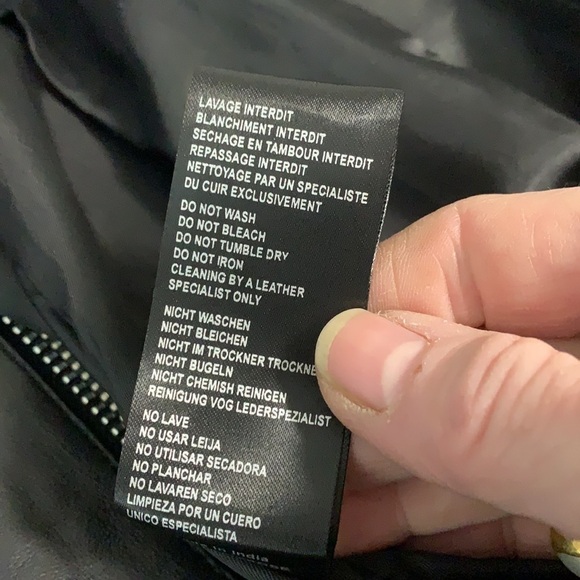 LAVAGE INTERDIT
BLANCHIMENT INTERDIT
SECHAGE EN TAMBOUR INTERDIT
REPASSAGE INTERDIT
NETTOYAGE PAR UN SPECIALISTE
DU CUIR EXCLUSIVEMENT
DO NOT WASH
DO NOT BLEACH
DO NOT TUMBLE DRY
DO NOT IRON
CLEANING BY A LEATHER
SPECIALIST ONLY
NICHT WASCHEN
NICHT BLEICHEN
NICHT IM TROCKNER TROCKNE
NICHT BUGELN
NICHT CHEMISH REINIGEN
REINIGUNG VOG LEDERSPEZIALIST
NO LAVE
NO USAR LEIJA
NO UTILISAR SECADORA
NO PLANCHAR
NO LAVAREN SECO
LIMPIEZA POR UN CUERO
UNICO ESPECIALISTA
India